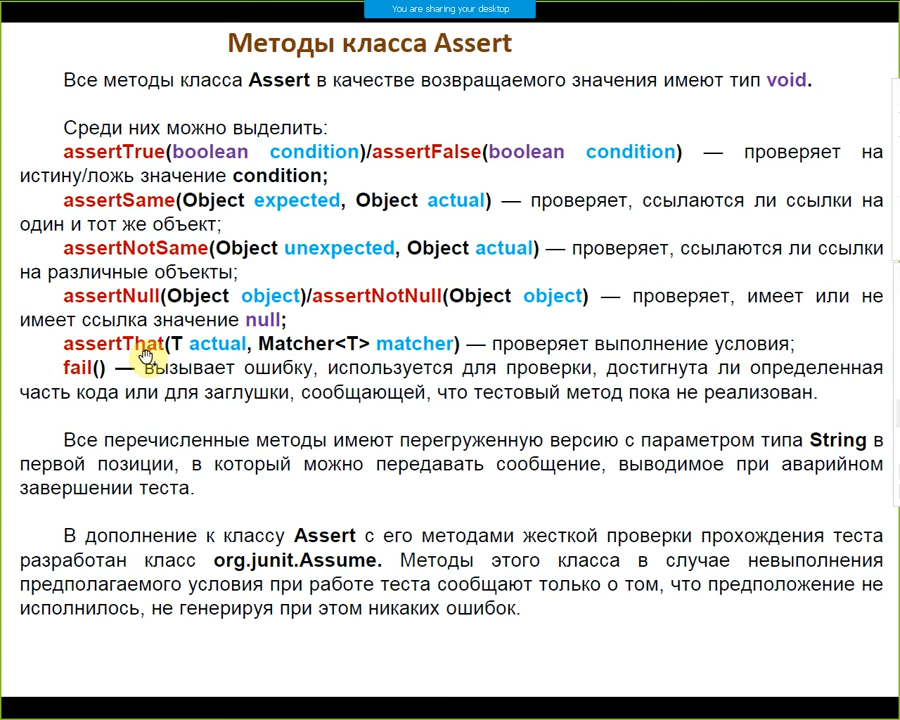 You are sharing your desktop
Методы класса Assert
Все методы класса Assert в качестве возвращаемого значения имеют тип void.
Среди них можно выделить:
assertTrue(boolean condition)/assertFalse(boolean condition) — проверяет на
истину/ложь значение condition;
assertSame(Object expected, Object actual) — проверяет, ссылаются ли ссылки на
один и тот же объект;
assertNotSame(Object unexpected, Object actual) — проверяет, ссылаются ли ссылки
на различные объекты;
assertNull(Object object)/assertNotNull(Object object) — проверяет, имеет или не
имеет ссылка значение null;
assertThat(T actual, Matcher<T> matcher) — проверяет выполнение условия;
fail() — вызывает ошибку, используется для проверки, достигнута ли определенная
часть кода или для заглушки, сообщающей, что тестовый метод пока не реализован.
Все перечисленные методы имеют перегруженную версию с параметром типа String в
первой позиции, в который можно передавать сообщение, выводимое при аварийном
завершении теста.
В дополнение к классу Assert с его методами жесткой проверки прохождения теста
разработан класс org.junit.Assume. Методы этого класса в случае невыполнения
предполагаемого условия при работе теста сообщают только о том, что предположение не
исполнилось, не генерируя при этом никаких ошибок.